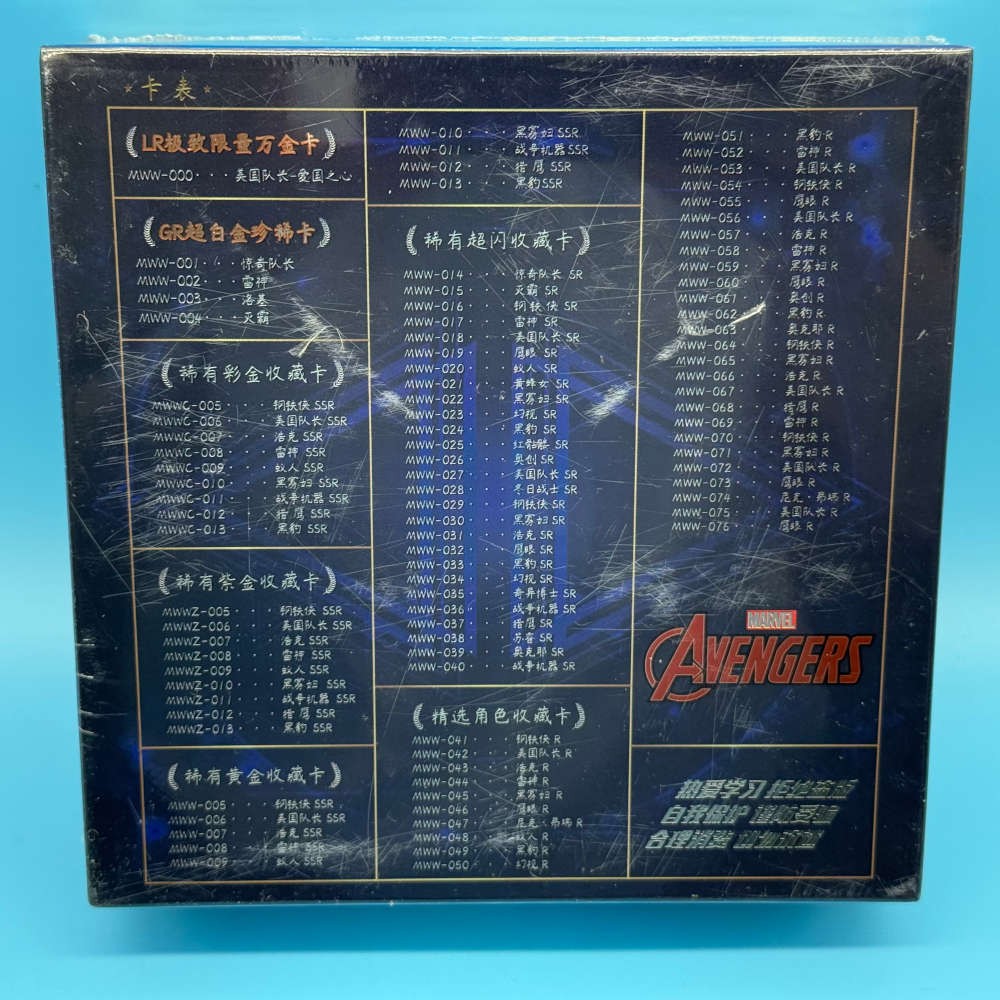 * 卡表 *
LR极致限量万金卡
MWW-000 · · · 美国队长-爱国之心
GR超白金珍稀卡
MWW-001 · · · 惊奇队长
MWW-002 · · · 雷神
MWW-003 · · · 洛基
MWW-004 · · · 灭霸
稀有彩金收藏卡
MWWC-005 · · · 钢铁侠 SSR
MWWC-006 · · · 美国队长 SSR
MWWC-007 · · · 浩克 SSR
MWWC-008 · · · 雷神 SSR
MWWC-009 · · · 蚁人 SSR
MWWC-010 · · · 黑寡妇 SSR
MWWC-011 · · · 战争机器 SSR
MWWC-012 · · · 猎鹰 SSR
MWWC-013 · · · 黑豹 SSR
稀有紫金收藏卡
MWWZ-005 · · · 钢铁侠 SSR
MWWZ-006 · · · 美国队长 SSR
MWWZ-007 · · · 浩克 SSR
MWWZ-008 · · · 雷神 SSR
MWWZ-009 · · · 蚁人 SSR
MWWZ-010 · · · 黑寡妇 SSR
MWWZ-011 · · · 战争机器 SSR
MWWZ-012 · · · 猎鹰 SSR
MWWZ-013 · · · 黑豹 SSR
稀有黄金收藏卡
MWW-005 · · · 钢铁侠 SSR
MWW-006 · · · 美国队长 SSR
MWW-007 · · · 浩克 SSR
MWW-008 · · · 雷神 SSR
MWW-009 · · · 蚁人 SSR
MWW-010 · · · 黑寡妇 SSR
MWW-011 · · · 战争机器 SSR
MWW-012 · · · 猎鹰 SSR
MWW-013 · · · 黑豹 SSR
稀有超闪收藏卡
MWW-014 · · · 惊奇队长 SR
MWW-015 · · · 灭霸 SR
MWW-016 · · · 钢铁侠 SR
MWW-017 · · · 雷神 SR
MWW-018 · · · 美国队长 SR
MWW-019 · · · 鹰眼 SR
MWW-020 · · · 蚁人 SR
MWW-021 · · · 黄蜂女 SR
MWW-022 · · · 黑寡妇 SR
MWW-023 · · · 幻视 SR
MWW-024 · · · 黑豹 SR
MWW-025 · · · 红骷髅 SR
MWW-026 · · · 奥创 SR
MWW-027 · · · 美国队长 SR
MWW-028 · · · 冬日战士 SR
MWW-029 · · · 钢铁侠 SR
MWW-030 · · · 黑寡妇 SR
MWW-031 · · · 浩克 SR
MWW-032 · · · 鹰眼 SR
MWW-033 · · · 黑豹 SR
MWW-034 · · · 幻视 SR
MWW-035 · · · 奇异博士 SR
MWW-036 · · · 战争机器 SR
MWW-037 · · · 猎鹰 SR
MWW-038 · · · 苏睿 SR
MWW-039 · · · 奥克耶 SR
MWW-040 · · · 战争机器 SR
精选角色收藏卡
MWW-041 · · · 钢铁侠 R
MWW-042 · · · 美国队长 R
MWW-043 · · · 浩克 R
MWW-044 · · · 雷神 R
MWW-045 · · · 黑寡妇 R
MWW-046 · · · 鹰眼 R
MWW-047 · · · 尼克·弗瑞 R
MWW-048 · · · 蚁人 R
MWW-049 · · · 黑豹 R
MWW-050 · · · 幻视 R
MWW-051 · · · 黑豹 R
MWW-052 · · · 雷神 R
MWW-053 · · · 美国队长 R
MWW-054 · · · 钢铁侠 R
MWW-055 · · · 鹰眼 R
MWW-056 · · · 美国队长 R
MWW-057 · · · 浩克 R
MWW-058 · · · 雷神 R
MWW-059 · · · 黑寡妇 R
MWW-060 · · · 鹰眼 R
MWW-061 · · · 奥创 R
MWW-062 · · · 黑豹 R
MWW-063 · · · 奥克耶 R
MWW-064 · · · 钢铁侠 R
MWW-065 · · · 黑寡妇 R
MWW-066 · · · 浩克 R
MWW-067 · · · 美国队长 R
MWW-068 · · · 猎鹰 R
MWW-069 · · · 雷神 R
MWW-070 · · · 钢铁侠 R
MWW-071 · · · 黑寡妇 R
MWW-072 · · · 美国队长 R
MWW-073 · · · 鹰眼 R
MWW-074 · · · 尼克·弗瑞 R
MWW-075 · · · 美国队长 R
MWW-076 · · · 鹰眼 R
MARVEL
AVENGERS
热爱学习 拒绝盗版
自我保护 谨防受骗
合理消费